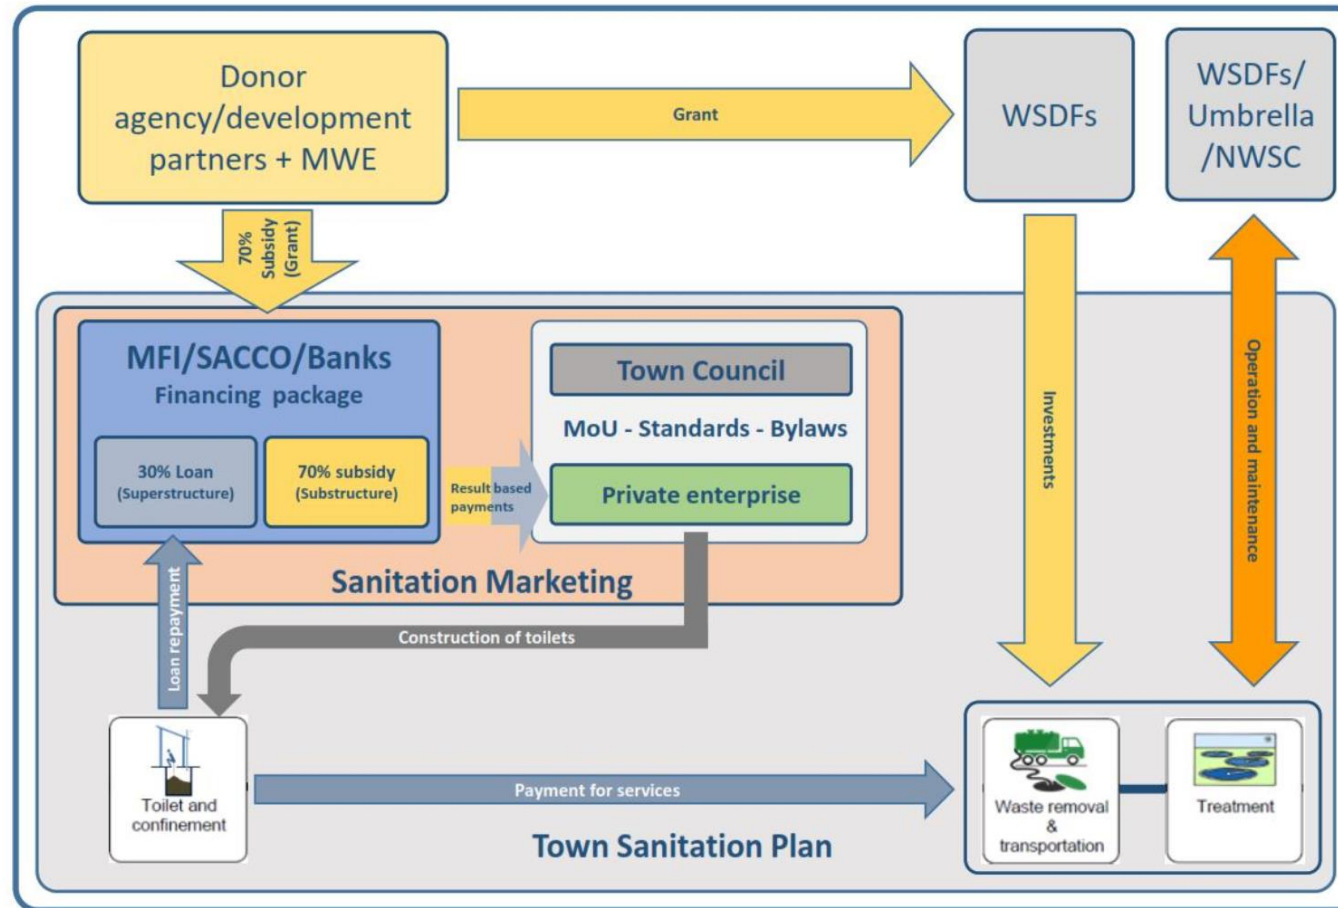 Donor
agency/development
partners + MWE
Grant
WSDFs
WSDFs/
Umbrella
/NWSC
70%
Subsidy
(Grant)
MFI/SACCO/Banks
Financing package
30% Loan
(Superstructure)
70% subsidy
(Substructure)
Result based
payments
Town Council
MoU - Standards - Bylaws
Private enterprise
Sanitation Marketing
Investments
Operation and maintenance
Loan repayment
Construction of toilets
Toilet and
confinement
Payment for services
Waste removal
&
transportation
Treatment
Town Sanitation Plan